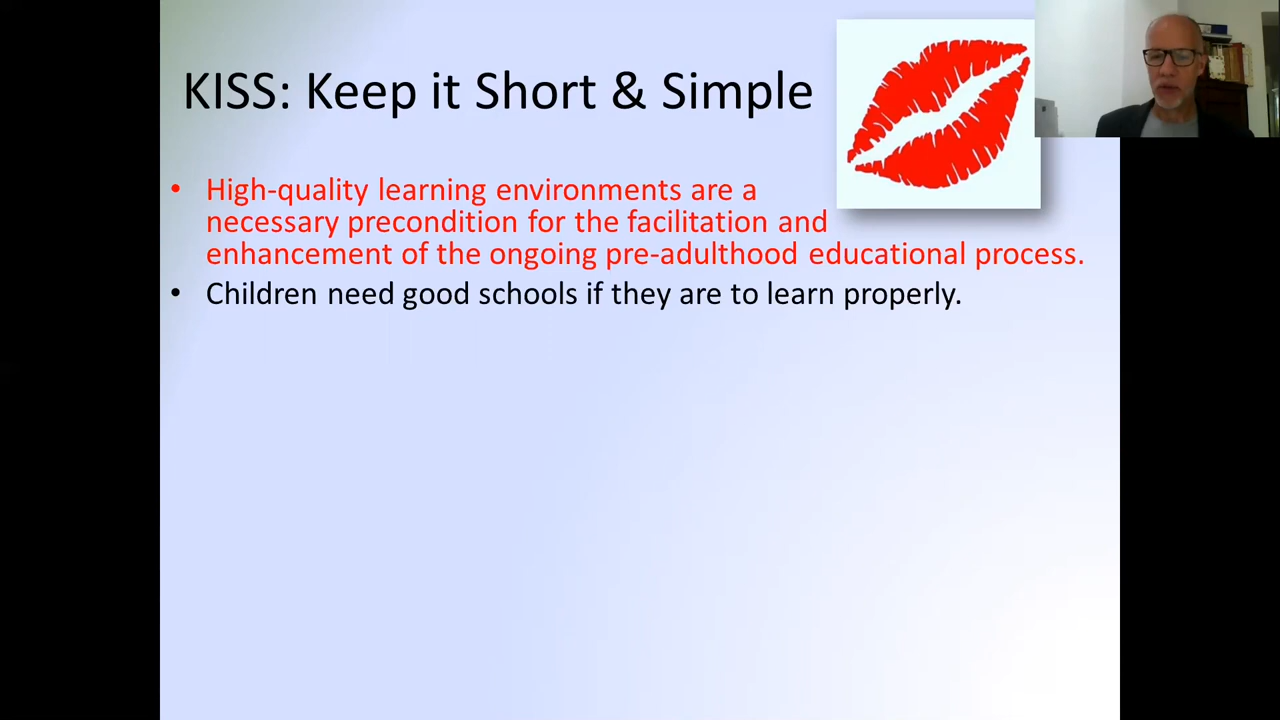 KISS: Keep it Short & Simple
• High-quality learning environments are a
necessary precondition for the facilitation and
enhancement of the ongoing pre-adulthood educational process.
• Children need good schools if they are to learn properly.